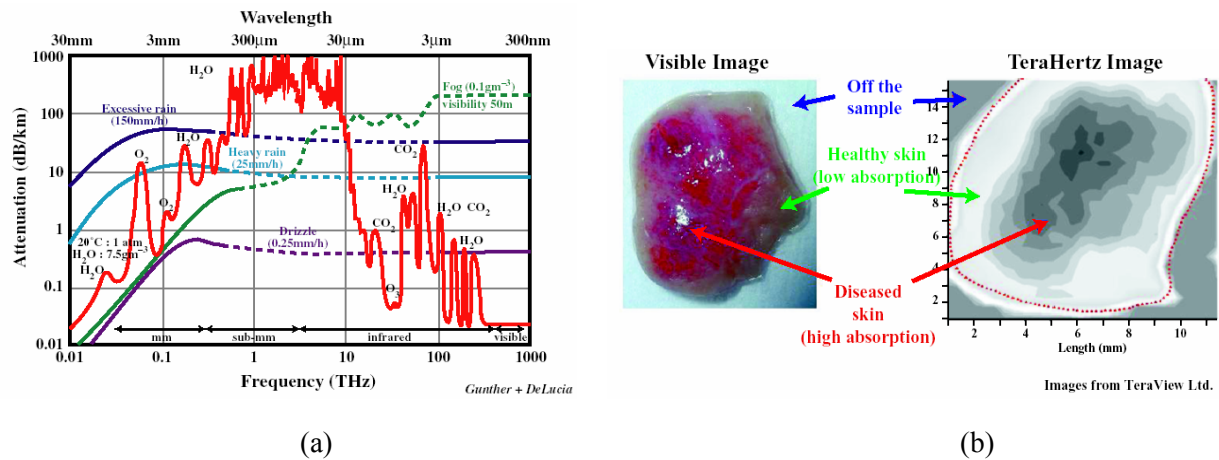 Wavelength
30mm 3mm 300μm 30μm 3μm 300nm
1000
100
10
1
0.1
0.01
Attenuation (dB/km)
H₂O
Fog (0.1gm⁻³)
visibility 50m
Excessive rain
(150mm/h)
H₂O
O₂
CO₂
Heavy rain
(25mm/h)
H₂O
O₂
H₂O CO₂
CO₂
Drizzle
(0.25mm/h)
H₂O
20°C : 1 atm
H₂O : 7.5gm⁻³
H₂O
O₃
mm sub-mm infrared visible
0.01 0.1 1 10 100 1000
Frequency (THz)
Gunther + DeLucia
(a)
Visible Image
Off the
sample
TeraHertz Image
Healthy skin
(low absorption)
Diseased
skin
(high absorption)
14
12
10
8
6
4
2
2 4 6 8 10
Length (mm)
Images from TeraView Ltd.
(b)